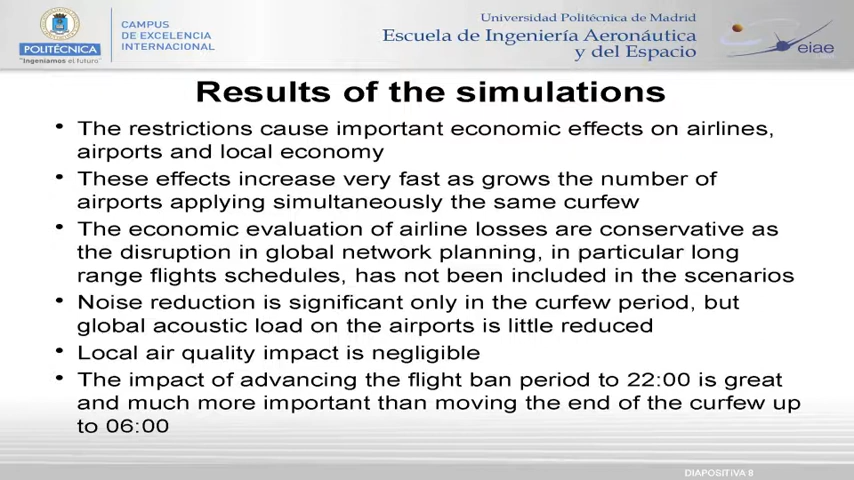 POLITÉCNICA
"Ingeniamos el futuro"
CAMPUS
DE EXCELENCIA
INTERNACIONAL
Universidad Politécnica de Madrid
Escuela de Ingeniería Aeronáutica
y del Espacio
eiae
Results of the simulations
• The restrictions cause important economic effects on airlines,
airports and local economy
• These effects increase very fast as grows the number of
airports applying simultaneously the same curfew
• The economic evaluation of airline losses are conservative as
the disruption in global network planning, in particular long
range flights schedules, has not been included in the scenarios
• Noise reduction is significant only in the curfew period, but
global acoustic load on the airports is little reduced
• Local air quality impact is negligible
• The impact of advancing the flight ban period to 22:00 is great
and much more important than moving the end of the curfew up
to 06:00
DIAPOSITIVA 8